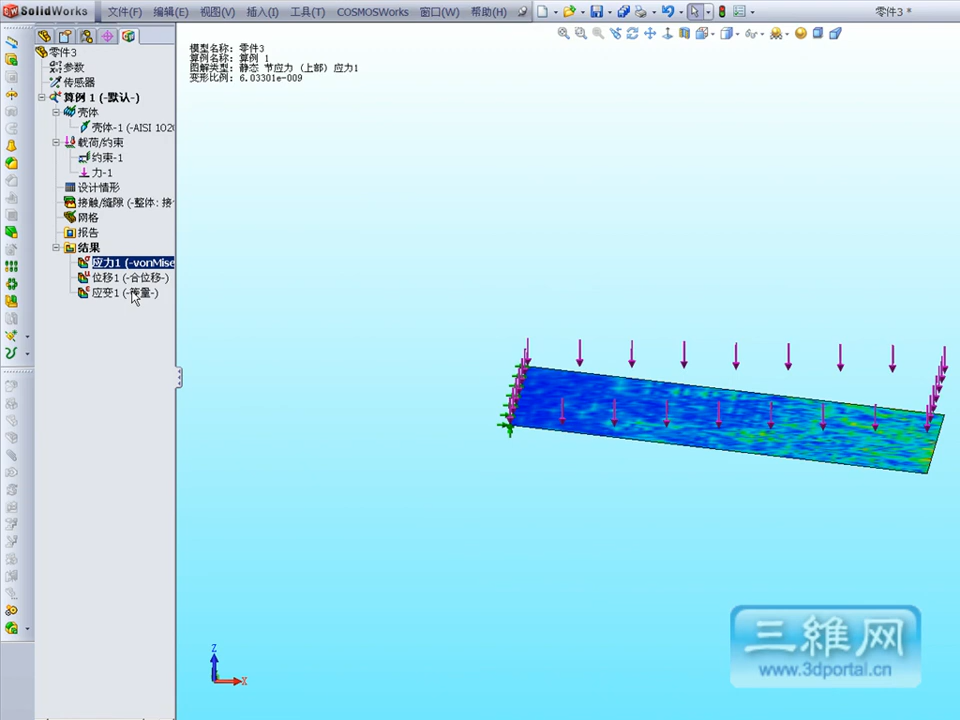 SolidWorks
文件(F) 编辑(E) 视图(V) 插入(I) 工具(T) COSMOSWorks 窗口(W) 帮助(H)
零件3 *
零件3
参数
传感器
算例 1 (-默认-)
壳体
壳体-1 (-AISI 1020
载荷/约束
约束-1
力-1
设计情形
接触/缝隙 (-整体: 接
网格
报告
结果
应力1 (-vonMise
位移1 (-合位移-)
应变1 (-等量-)
模型名称: 零件3
算例名称: 算例 1
图解类型: 静态 节应力 (上部) 应力1
变形比例: 6.03301e-009
Z
X
三維网
www.3dportal.cn